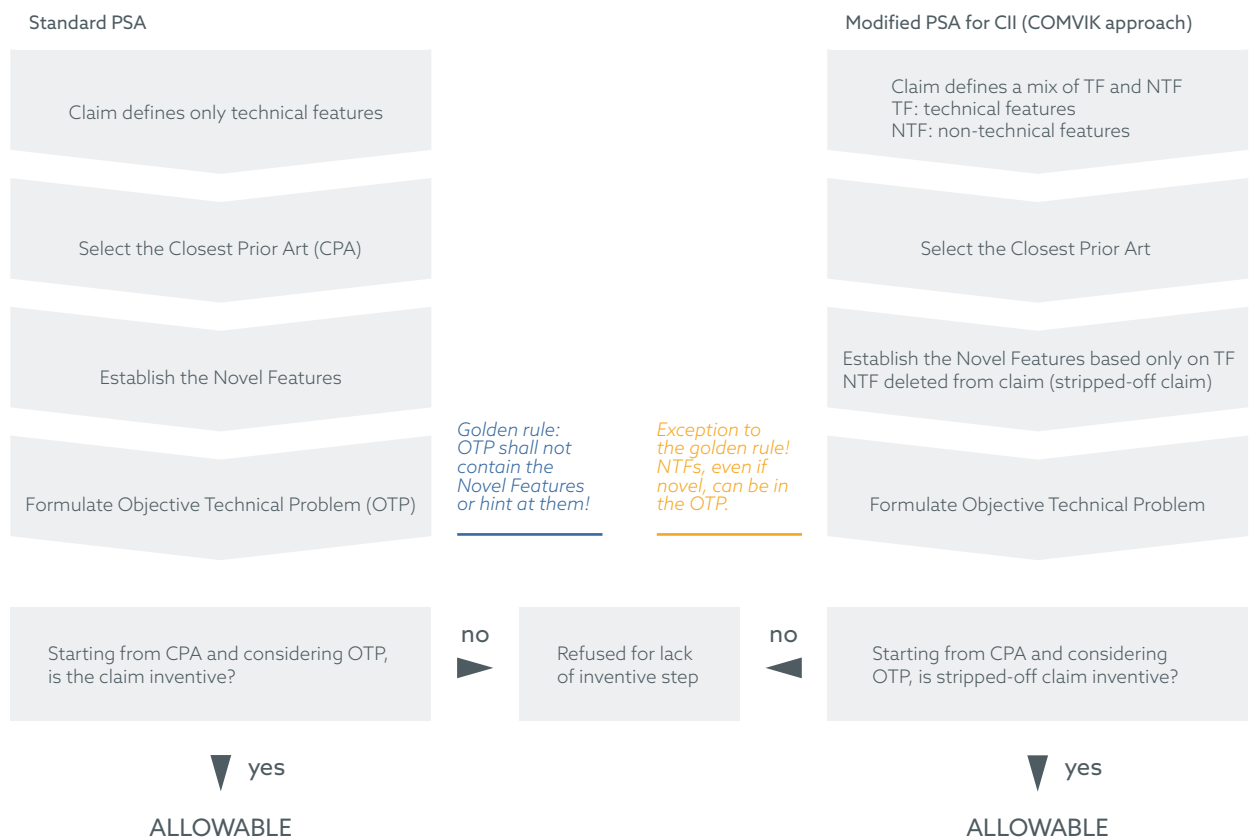 Standard PSA
Modified PSA for CII (COMVIK approach)
Claim defines only technical features
Claim defines a mix of TF and NTF
TF: technical features
NTF: non-technical features
Select the Closest Prior Art (CPA)
Select the Closest Prior Art
Establish the Novel Features
Establish the Novel Features based only on TF
NTF deleted from claim (stripped-off claim)
Formulate Objective Technical Problem (OTP)
Golden rule:
OTP shall not
contain the
Novel Features
or hint at them!
Exception to
the golden rule!
NTFs, even if
novel, can be in
the OTP.
Formulate Objective Technical Problem
Starting from CPA and considering OTP,
is the claim inventive?
no
Refused for lack
of inventive step
no
Starting from CPA and considering
OTP, is stripped-off claim inventive?
yes
yes
ALLOWABLE
ALLOWABLE